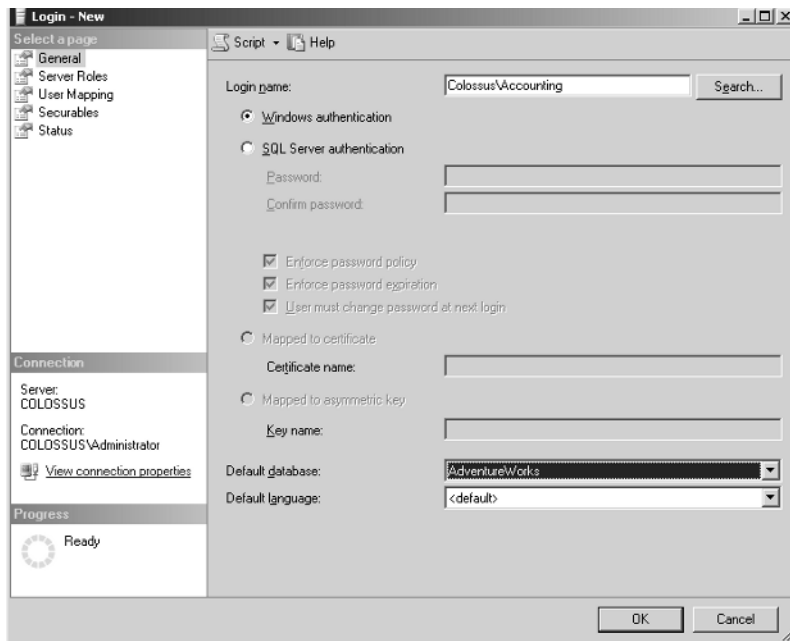 Login - New
Select a page
General
Server Roles
User Mapping
Securables
Status
Script
Help
Login name:
Colossus\Accounting
Search...
Windows authentication
SQL Server authentication
Password:
Confirm password:
Enforce password policy
Enforce password expiration
User must change password at next login
Mapped to certificate
Certificate name:
Mapped to asymmetric key
Key name:
Default database:
AdventureWorks
Default language:
<default>
Connection
Server:
COLOSSUS
Connection:
COLOSSUS\Administrator
View connection properties
Progress
Ready
OK
Cancel